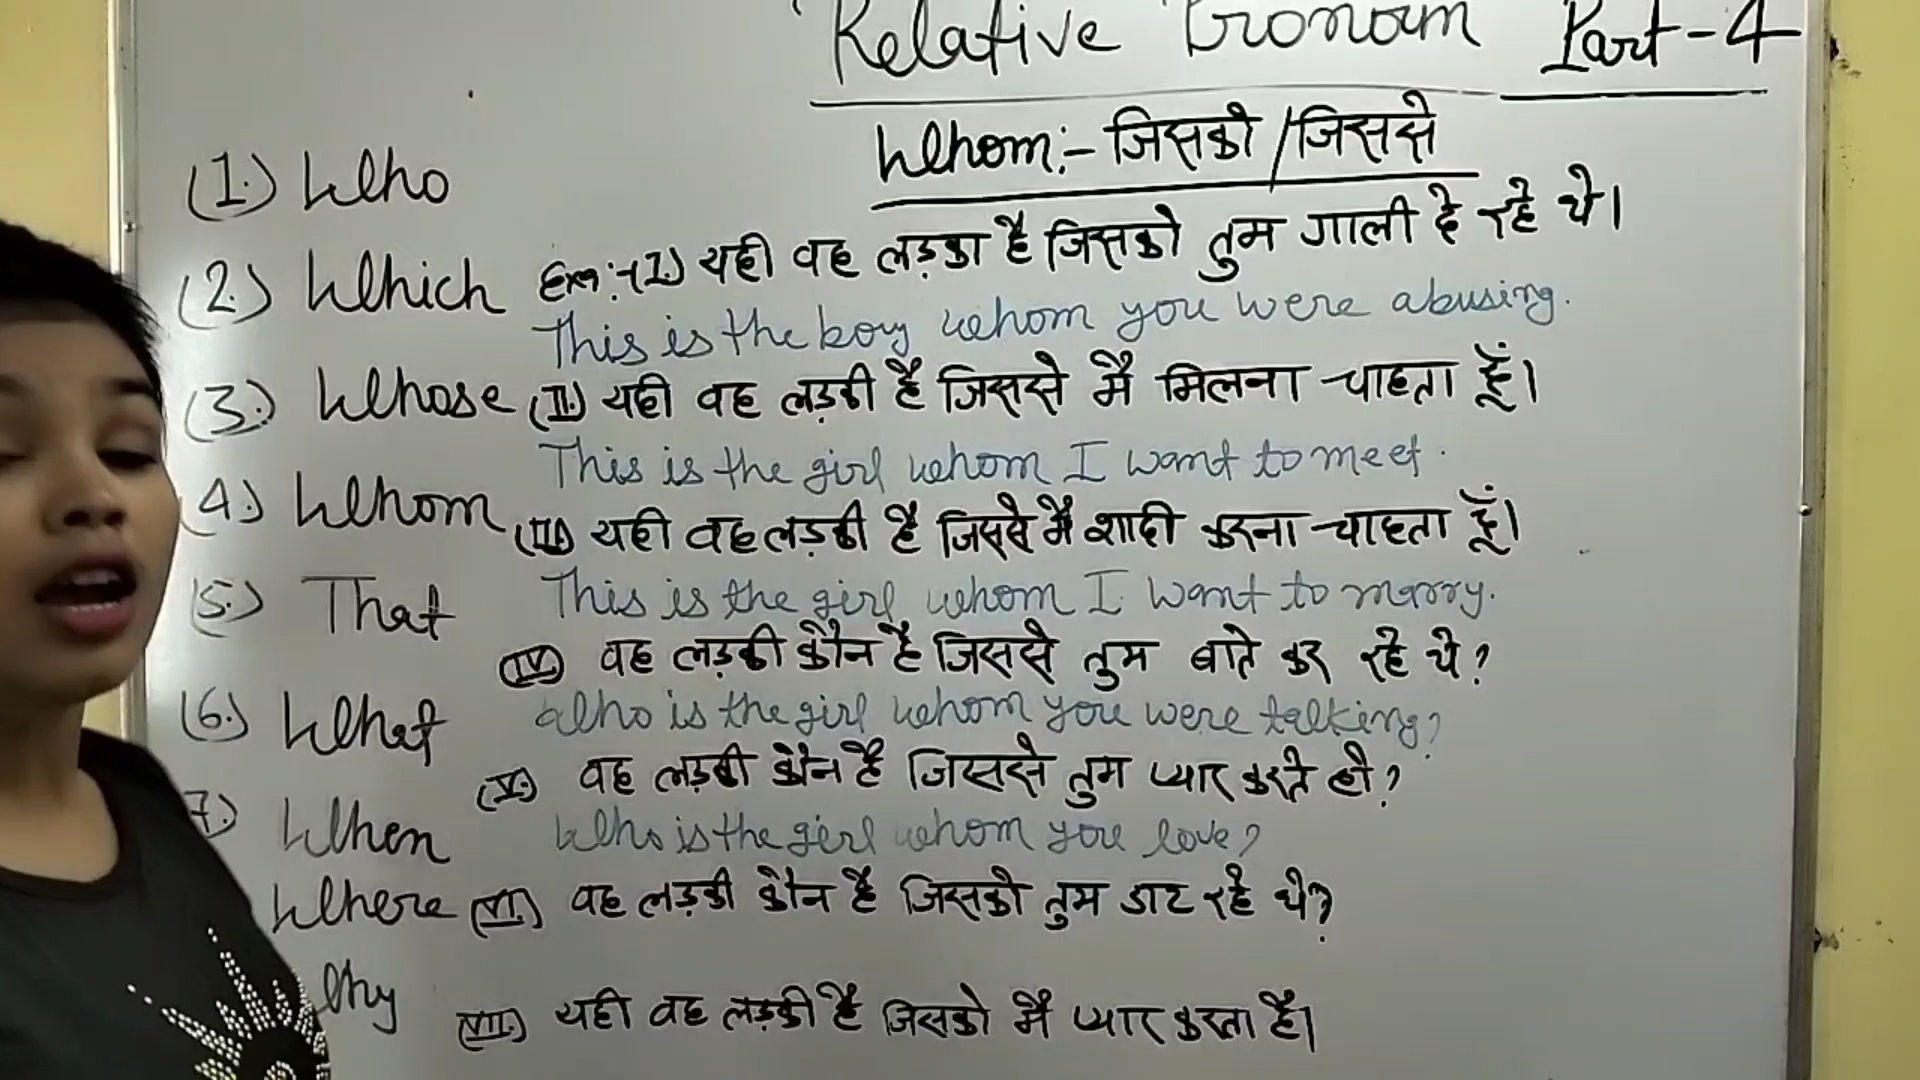 Relative Pronoun Part-4
Whom:- जिसको/जिससे
(1.) Who
(2.) Which
(3.) Whose
(4.) Whom
(5.) That
(6.) What
7.) When
Where
hy
Exa:-(I.) यही वह लड़का है जिसको तुम गाली दे रहे थे।
This is the boy whom you were abusing.
(II.) यही वह लड़की है जिससे मैं मिलना चाहता हूँ।
This is the girl whom I want to meet.
(III) यही वह लड़की है जिससे मैं शादी करना चाहता हूँ।
This is the girl whom I want to marry.
(IV) वह लड़की कौन है जिससे तुम बाते कर रहे थे?
Who is the girl whom you were talking?
(V.) वह लड़की कौन है जिससे तुम प्यार करते हो?
Who is the girl whom you love?
(VI.) वह लड़की कौन है जिसको तुम डाट रहे थे?
(VII.) यही वह लड़की है जिसको मैं प्यार करता है।